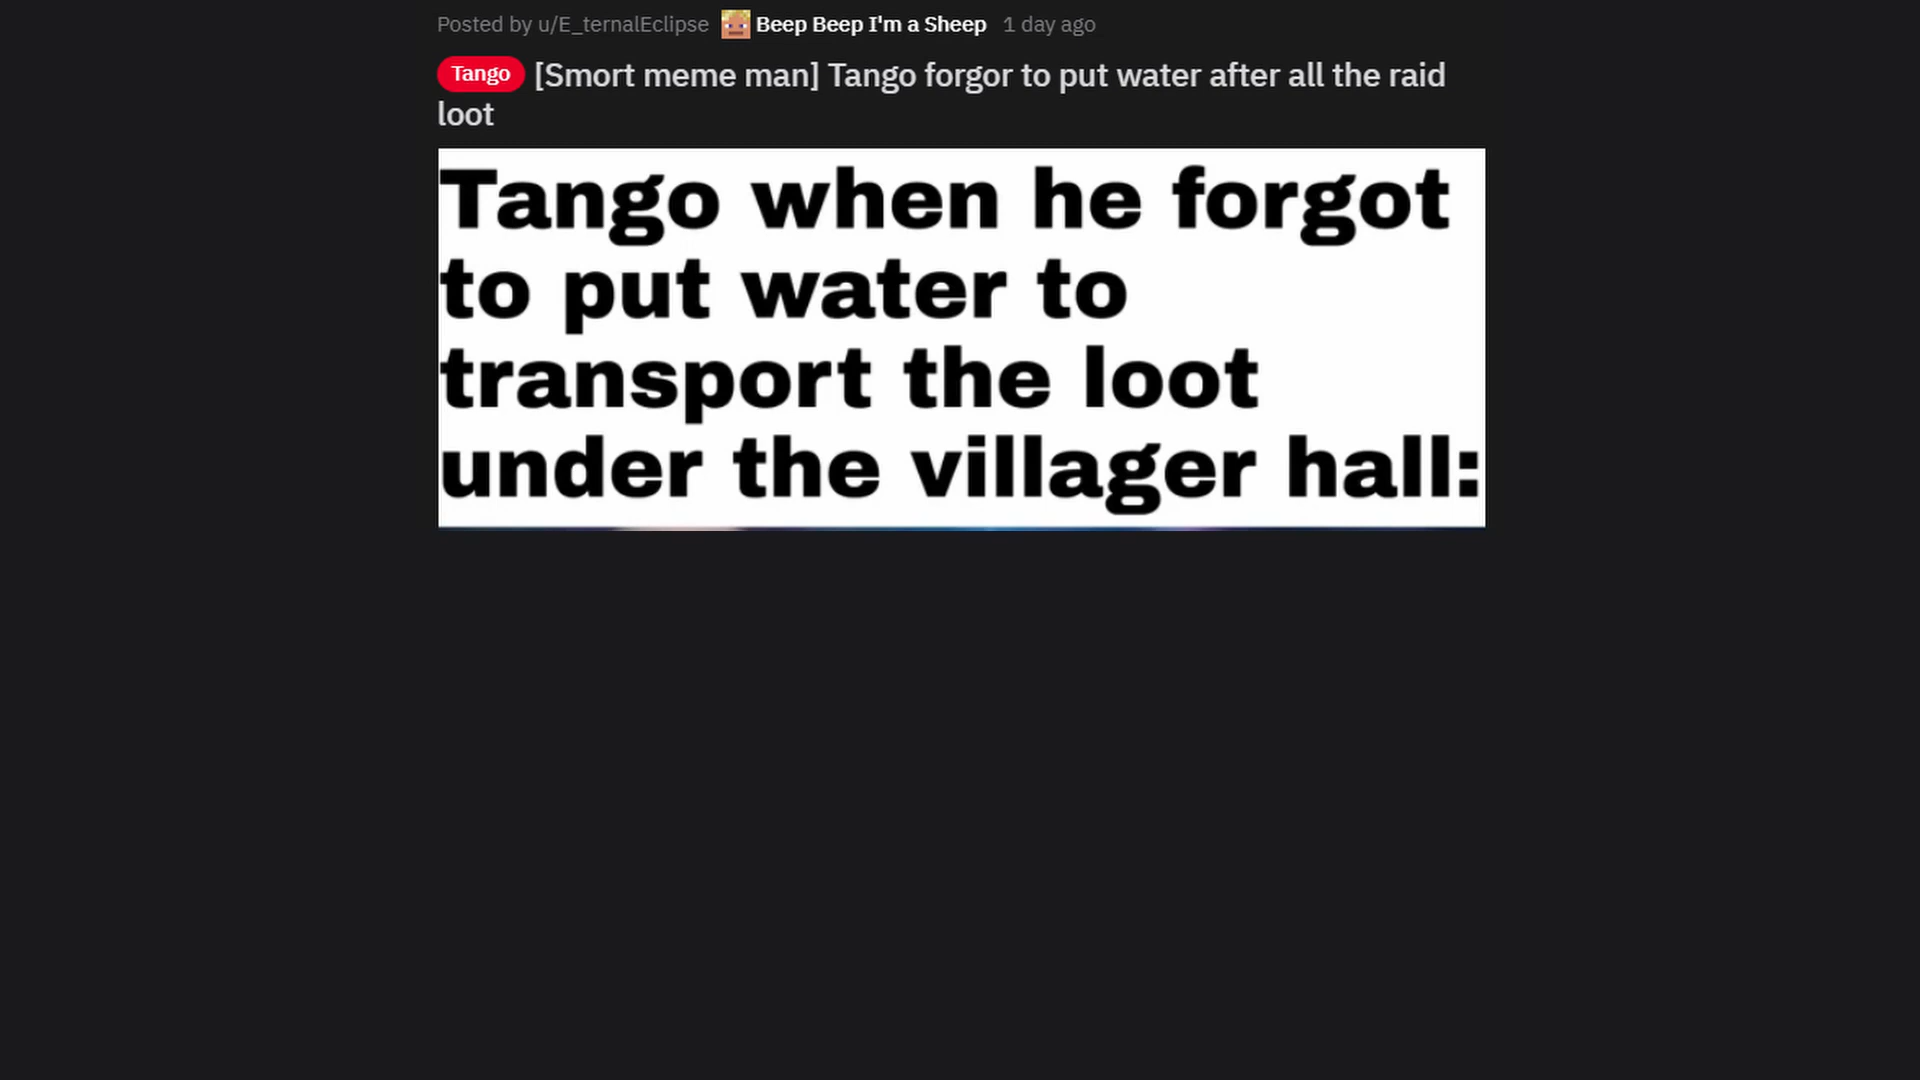 Posted by u/E_ternalEclipse Beep Beep I'm a Sheep 1 day ago
Tango [Smort meme man] Tango forgor to put water after all the raid
loot
Tango when he forgot
to put water to
transport the loot
under the villager hall: